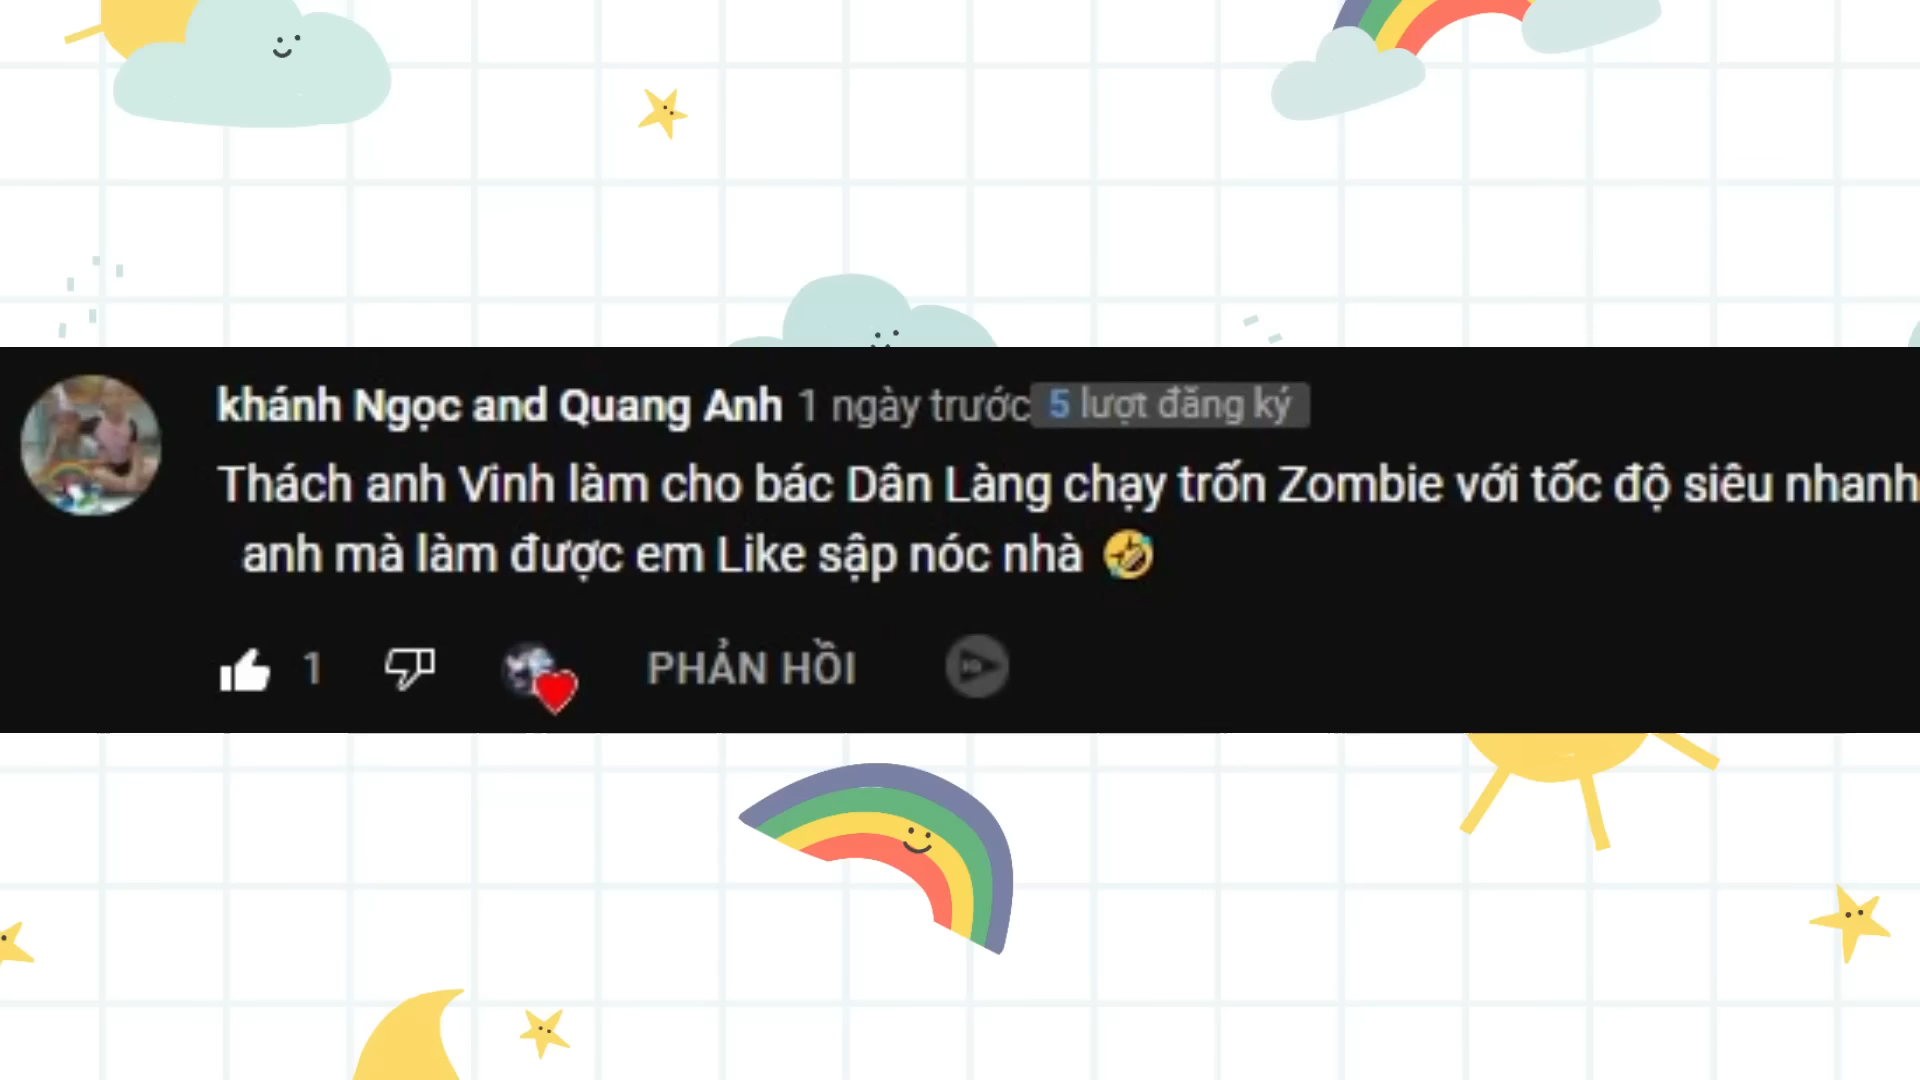 khánh Ngọc and Quang Anh 1 ngày trước 5 lượt đăng ký
Thách anh Vinh làm cho bác Dân Làng chạy trốn Zombie với tốc độ siêu nhanh
anh mà làm được em Like sập nóc nhà 🤣
1 PHẢN HỒI